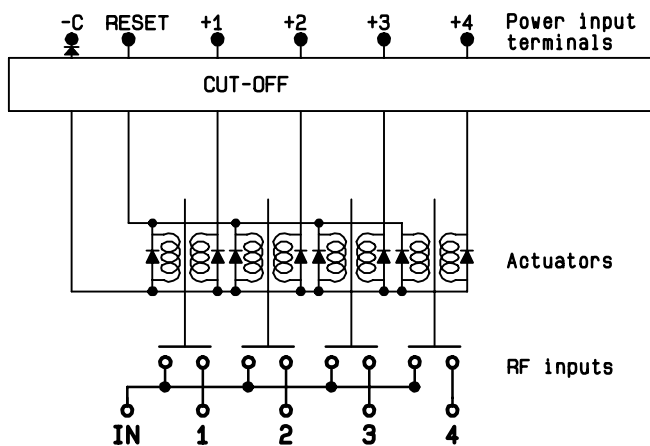 -C RESET +1 +2 +3 +4 Power input
terminals
CUT-OFF
Actuators
RF inputs
IN 1 2 3 4